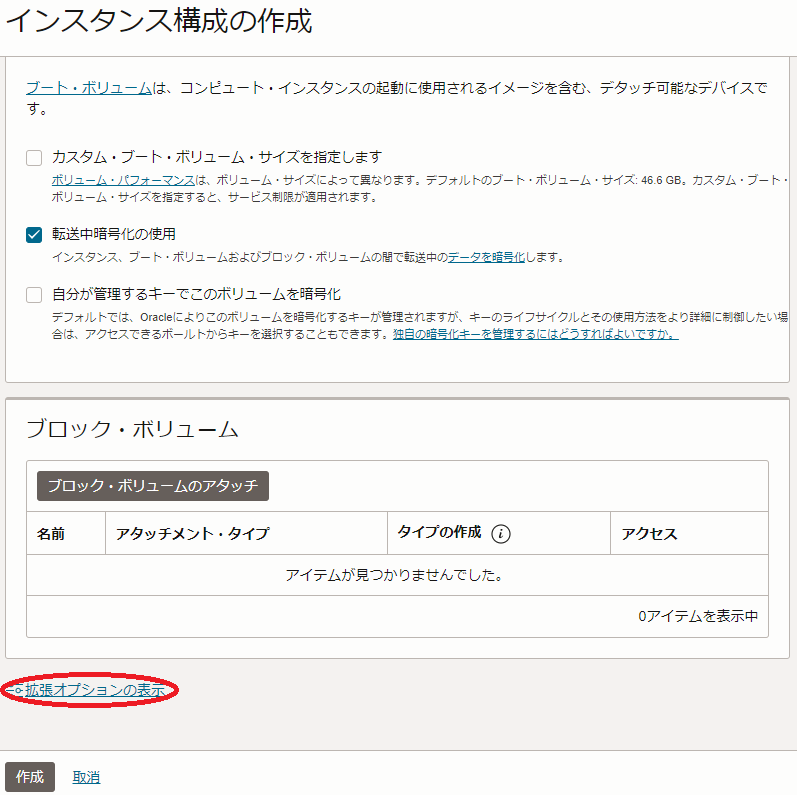 インスタンス構成の作成
ブート・ボリュームは、コンピュート・インスタンスの起動に使用されるイメージを含む、デタッチ可能なデバイスで
す。
カスタム・ブート・ボリューム・サイズを指定します
ボリューム・パフォーマンスは、ボリューム・サイズによって異なります。デフォルトのブート・ボリューム・サイズ: 46.6 GB。カスタム・ブート・
ボリューム・サイズを指定すると、サービス制限が適用されます。
転送中暗号化の使用
インスタンス、ブート・ボリュームおよびブロック・ボリュームの間で転送中のデータを暗号化します。
自分が管理するキーでこのボリュームを暗号化
デフォルトでは、Oracleによりこのボリュームを暗号化するキーが管理されますが、キーのライフサイクルとその使用方法をより詳細に制御したい場
合は、アクセスできるボールトからキーを選択することもできます。独自の暗号化キーを管理するにはどうすればよいですか。
ブロック・ボリューム
ブロック・ボリュームのアタッチ
名前 アタッチメント・タイプ タイプの作成 i アクセス
アイテムが見つかりませんでした。
0アイテムを表示中
拡張オプションの表示
作成 取消